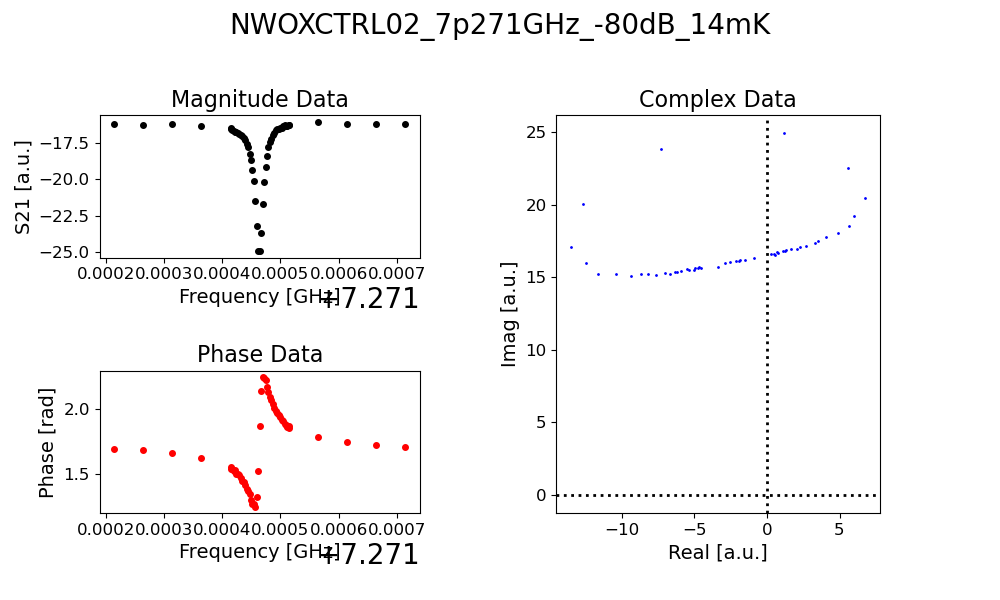 NWOXCTRL02_7p271GHz_-80dB_14mK
Magnitude Data
S21 [a.u.]
−17.5
−20.0
−22.5
−25.0
0.0002 0.0003 0.0004 0.0005 0.0006 0.0007
Frequency [GHz]
+7.271
Phase Data
Phase [rad]
2.0
1.5
0.0002 0.0003 0.0004 0.0005 0.0006 0.0007
Frequency [GHz]
+7.271
Complex Data
Imag [a.u.]
25
20
15
10
5
0
−10 −5 0 5
Real [a.u.]